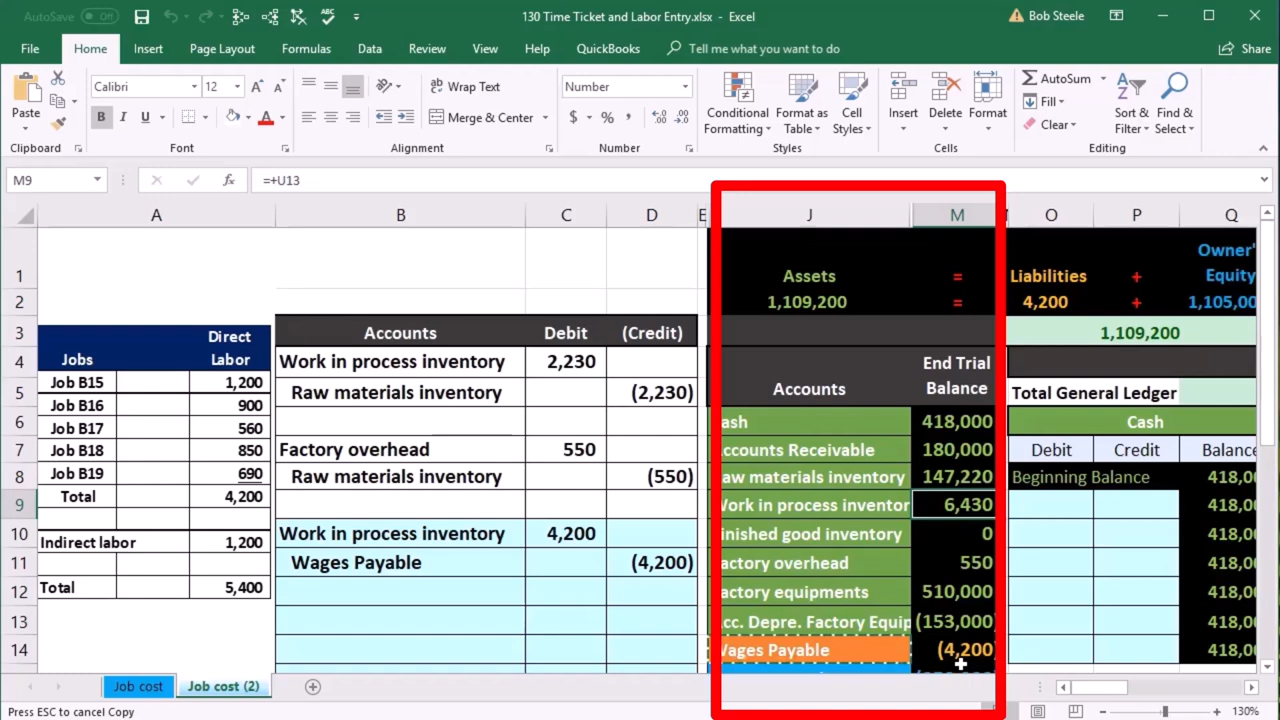 AutoSave Off
130 Time Ticket and Labor Entry.xlsx - Excel
Bob Steele
File Home Insert Page Layout Formulas Data Review View Help QuickBooks Tell me what you want to do Share
Paste
Calibri 12 A A
B I U A
Wrap Text
Merge & Center
Number
$ % ,
Conditional Formatting
Format as Table
Cell Styles
Insert Delete Format
AutoSum
Fill
Clear
Sort & Filter
Find & Select
Clipboard Font Alignment Number Styles Cells Editing
M9 fx =+U13
A B C D E J M O P Q
1 Assets = Liabilities + Owner' Equity
2 1,109,200 = 4,200 + 1,105,00
3 Jobs Direct Labor Accounts Debit (Credit) 1,109,200
4 Work in process inventory 2,230 Accounts End Trial Balance
5 Job B15 1,200 Raw materials inventory (2,230) Total General Ledger
6 Job B16 900 ash 418,000 Cash
7 Job B17 560 Factory overhead 550 ccounts Receivable 180,000 Debit Credit Balance
8 Job B18 850 Raw materials inventory (550) aw materials inventory 147,220 Beginning Balance 418,0
Job B19 690
9 Total 4,200 Work in process inventor 6,430 418,0
10 Indirect labor 1,200 Work in process inventory 4,200 inished good inventory 0 418,0
11 Wages Payable (4,200) actory overhead 550 418,0
12 Total 5,400 actory equipments 510,000 418,0
13 cc. Depre. Factory Equip (153,000) 418,0
14 Wages Payable (4,200) 418,0
Job cost Job cost (2)
Press ESC to cancel Copy
130%